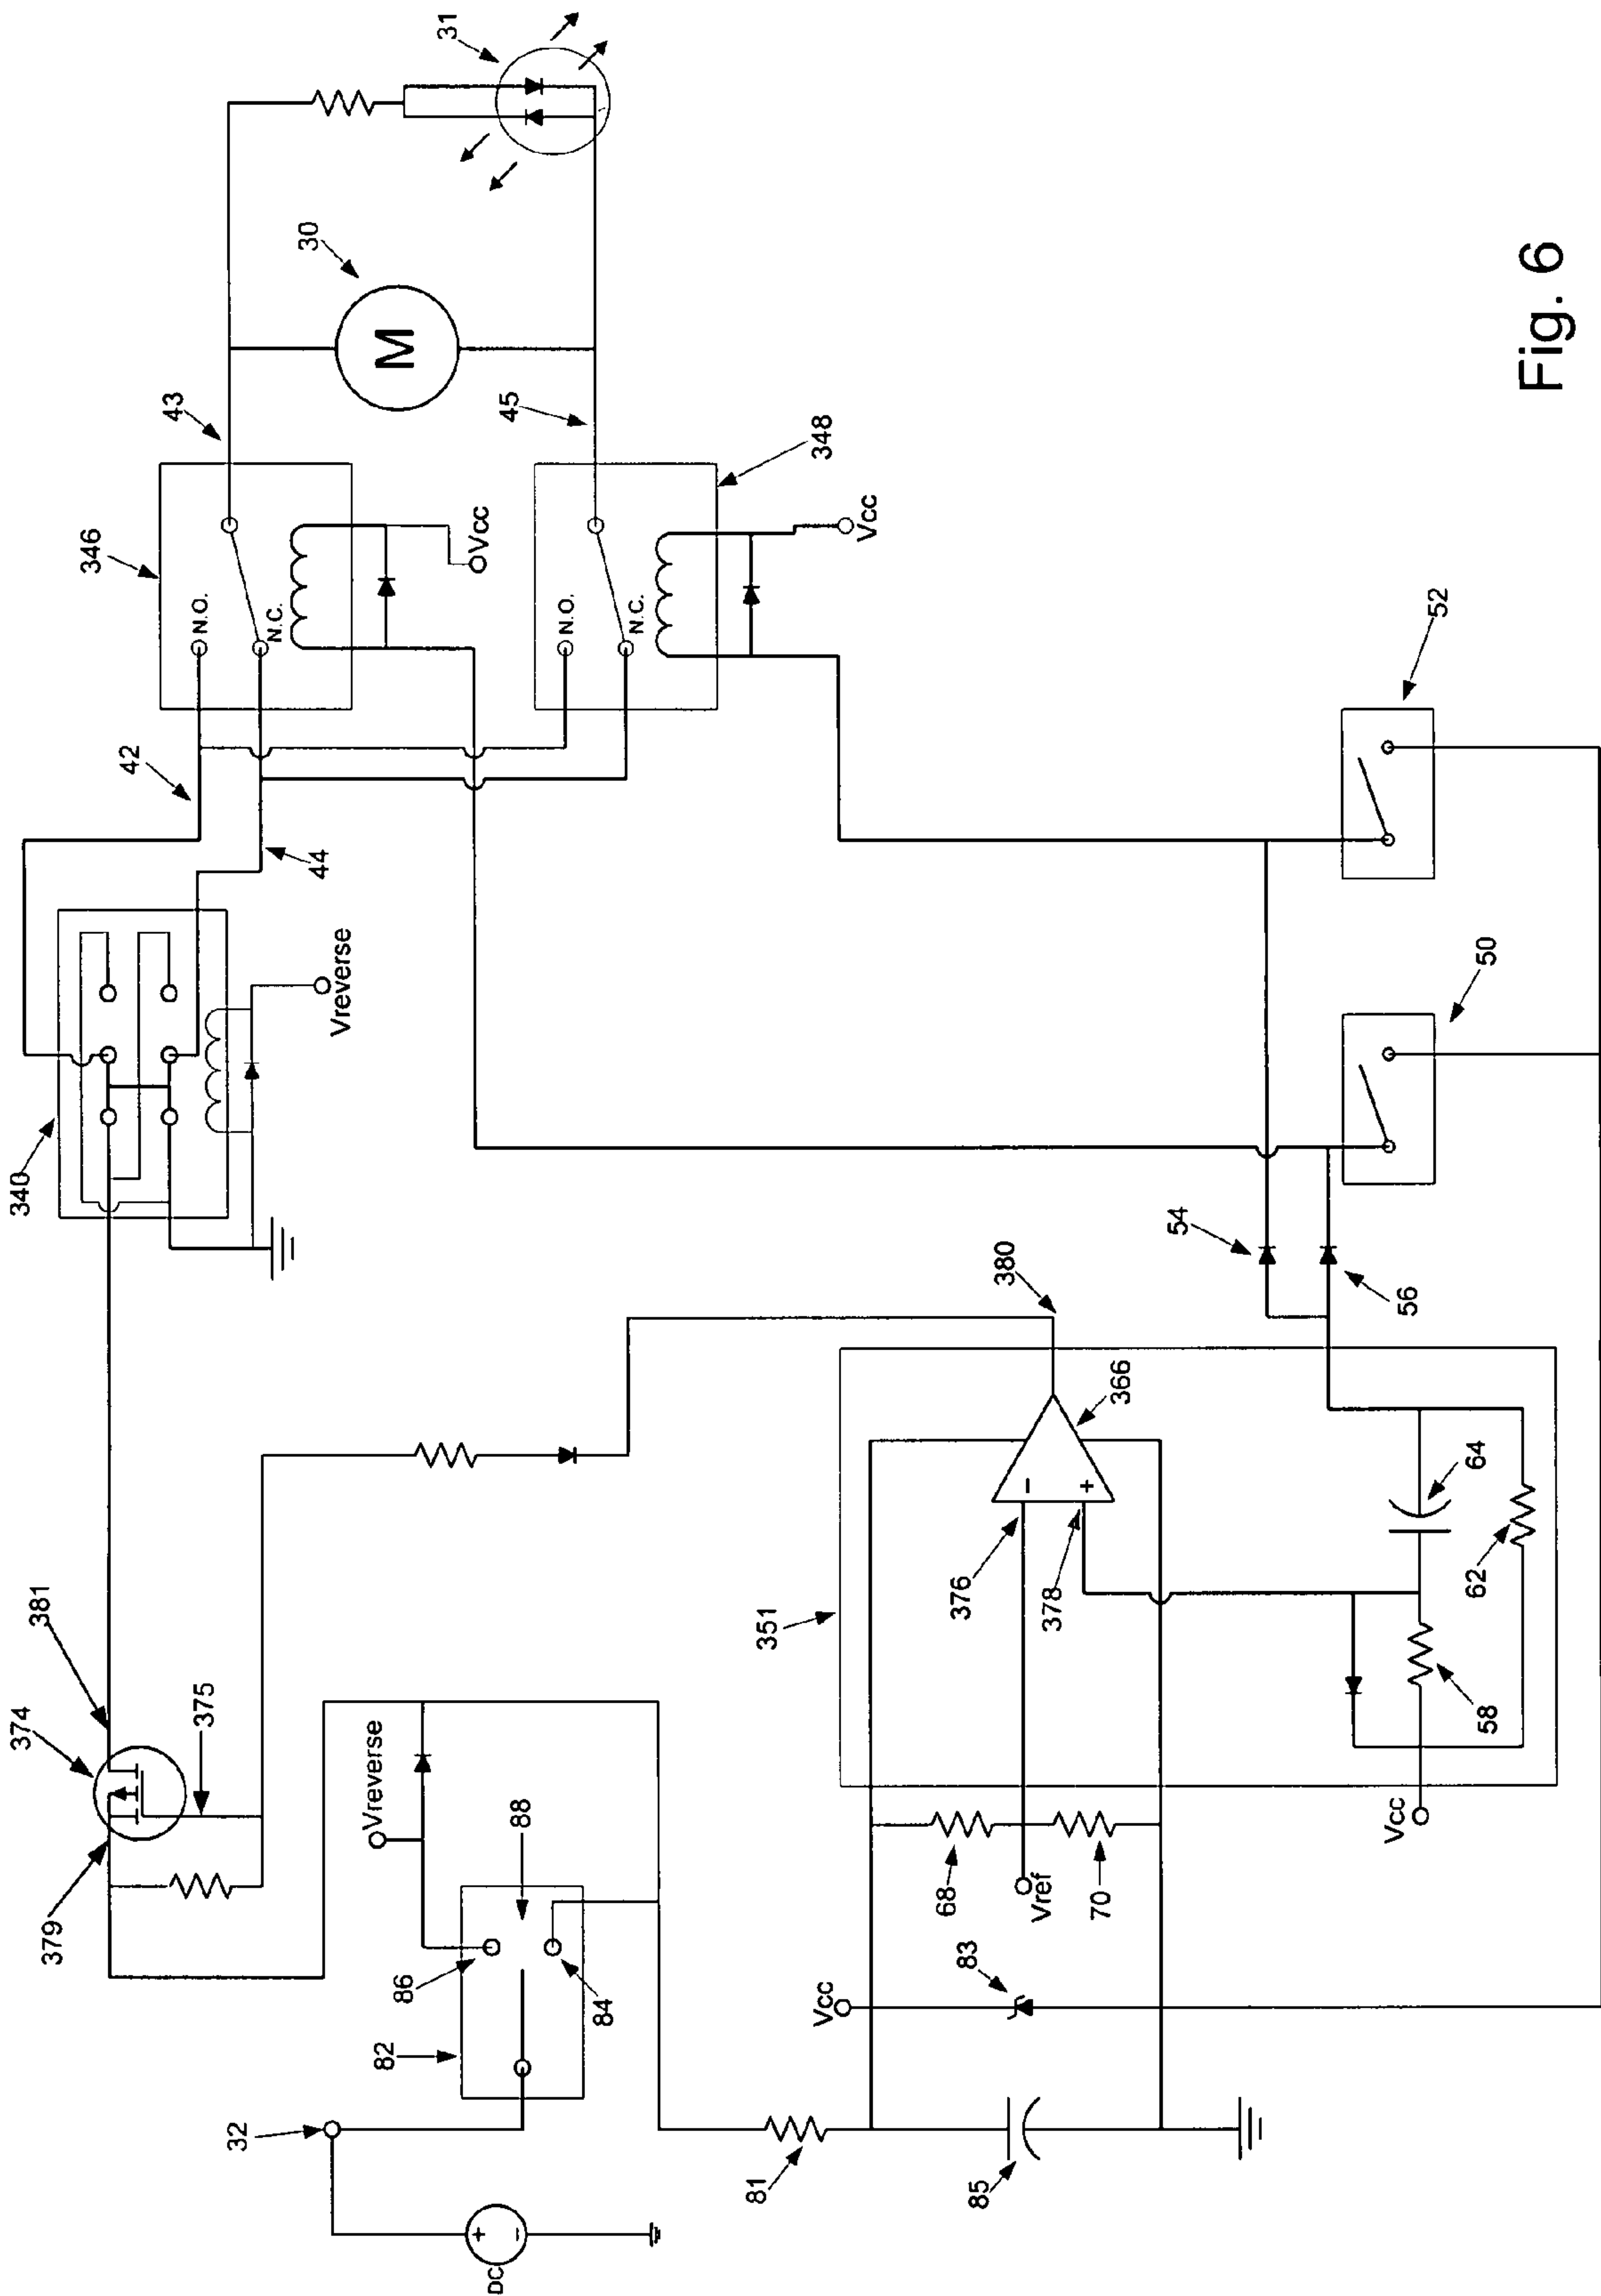 31
30
43
346
N.O.
N.C.
Vcc
45
348
N.O.
N.C.
Vcc
42
44
52
50
340
Vreverse
54
56
380
366
376
−
+
378
351
64
62
58
Vcc
381
374
375
379
Vreverse
88
86
84
82
68
Vref
70
Vcc
83
32
81
85
DC
+
−
M
Fig. 6